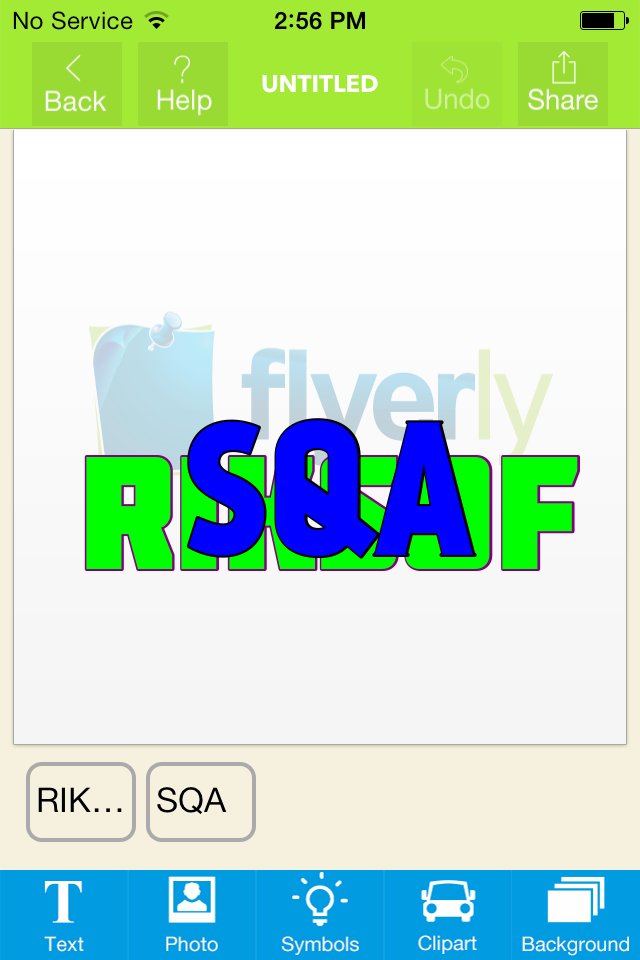 No Service 2:56 PM
Back Help UNTITLED Undo Share
flyerly
SQA
RIKSOF
RIK... SQA
Text Photo Symbols Clipart Background